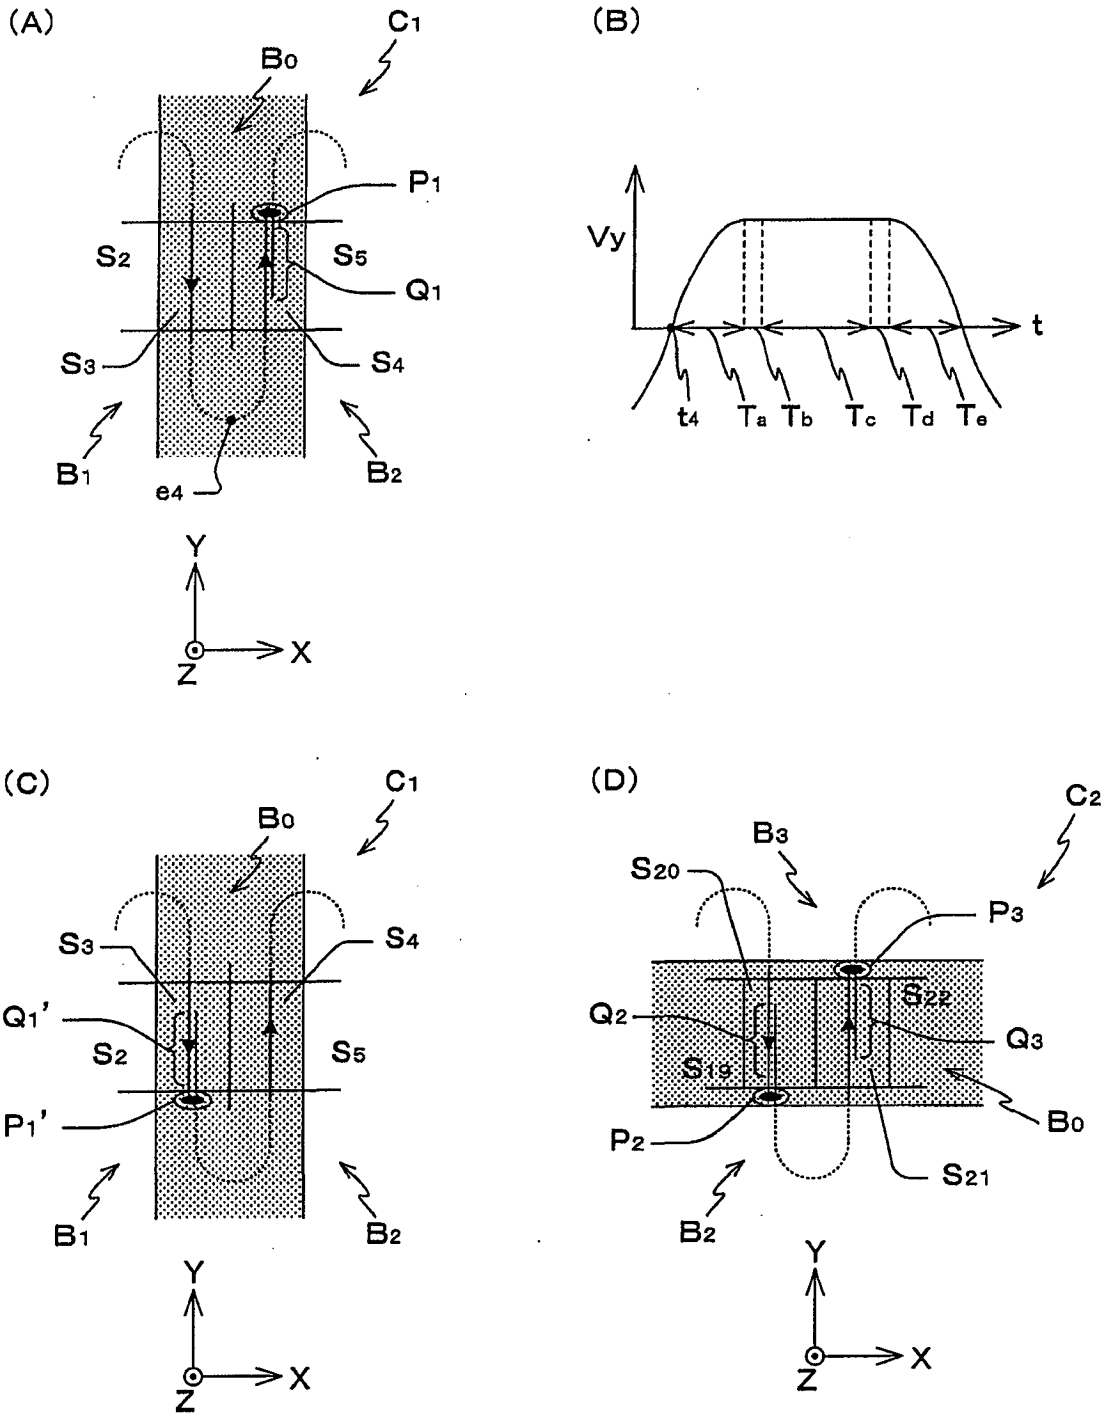 (A)
C1
B0
P1
S2
S5
Q1
S3
S4
B1
B2
e4
Y
X
Z
(B)
Vy
t
t4
Ta
Tb
Tc
Td
Te
(C)
C1
B0
S3
S4
Q1'
S2
S5
P1'
B1
B2
Y
X
Z
(D)
C2
B3
S20
P3
Q2
S22
Q3
S19
B0
P2
S21
B2
Y
X
Z